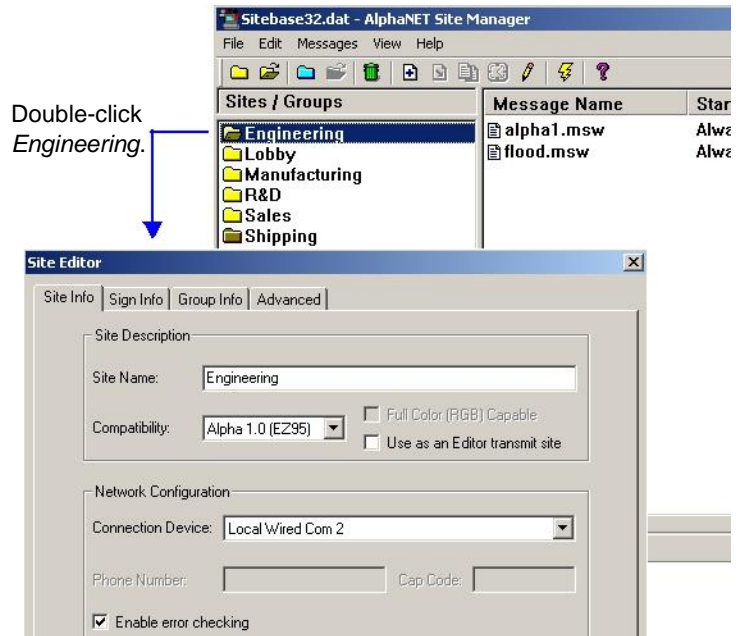 Sitebase32.dat - AlphaNET Site Manager
File Edit Messages View Help
Sites / Groups
Message Name
Star
Double-click
Engineering.
Engineering
alpha1.msw
Alwa
Lobby
flood.msw
Alwa
Manufacturing
R&D
Sales
Shipping
Site Editor
Site Info Sign Info Group Info Advanced
Site Description
Site Name: Engineering
Compatibility: Alpha 1.0 (EZ95)
Full Color (RGB) Capable
Use as an Editor transmit site
Network Configuration
Connection Device: Local Wired Com 2
Phone Number: Cap Code:
Enable error checking